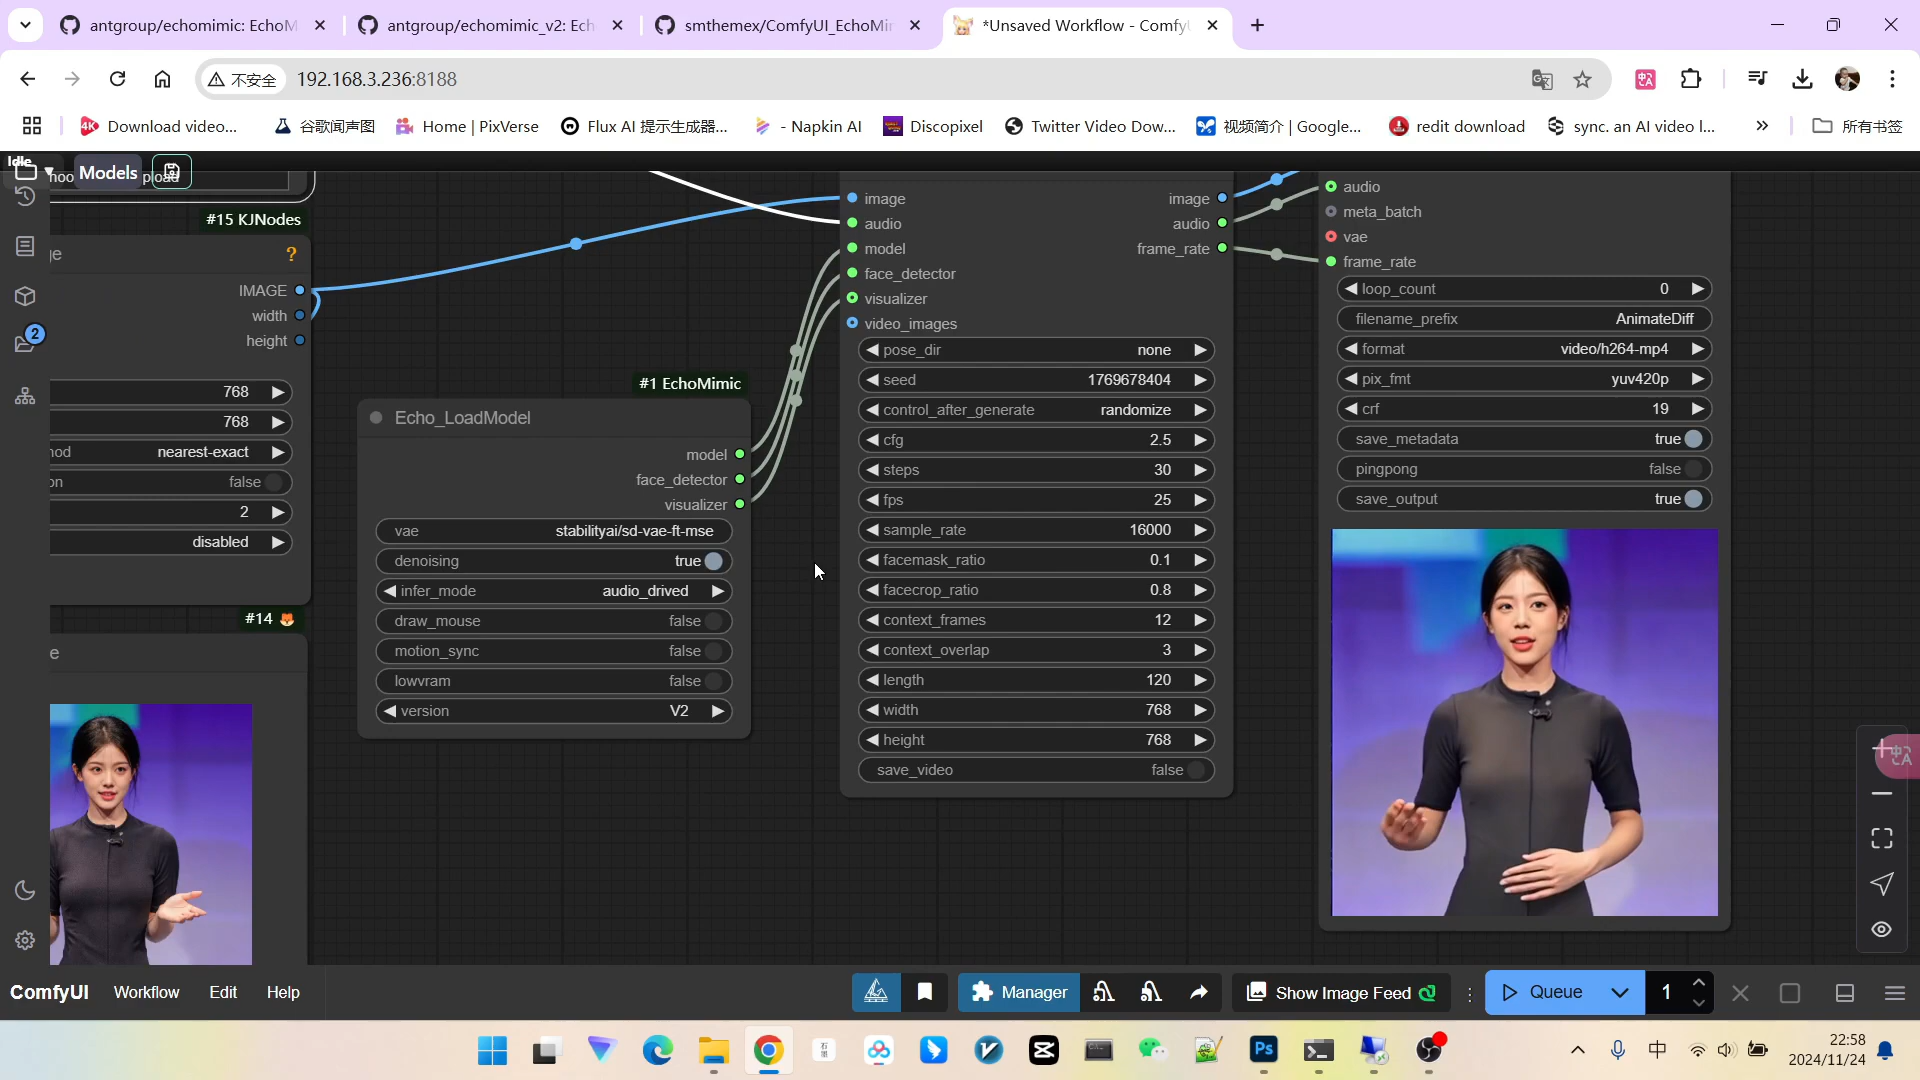 antgroup/echomimic: EchoM
antgroup/echomimic_v2: Ech
smthemex/ComfyUI_EchoMim
*Unsaved Workflow - ComfyU
不安全
192.168.3.236:8188
4K
Download video...
谷歌闻声图
Home | PixVerse
Flux AI 提示生成器...
- Napkin AI
Discopixel
Twitter Video Dow...
视频简介 | Google...
redit download
sync. an AI video l...
所有书签
Idle
Models
#15 KJNodes
ge
?
IMAGE
width
height
768
768
nearest-exact
false
2
disabled
#14
2
#1 EchoMimic
Echo_LoadModel
model
face_detector
visualizer
vae stabilityai/sd-vae-ft-mse
denoising true
infer_mode audio_drived
draw_mouse false
motion_sync false
lowvram false
version V2
image image
audio audio
model frame_rate
face_detector
visualizer
video_images
pose_dir none
seed 1769678404
control_after_generate randomize
cfg 2.5
steps 30
fps 25
sample_rate 16000
facemask_ratio 0.1
facecrop_ratio 0.8
context_frames 12
context_overlap 3
length 120
width 768
height 768
save_video false
audio
meta_batch
vae
frame_rate
loop_count 0
filename_prefix AnimateDiff
format video/h264-mp4
pix_fmt yuv420p
crf 19
save_metadata true
pingpong false
save_output true
ComfyUI
Workflow
Edit
Help
Manager
Show Image Feed
Queue
1
Ps
中
22:58
2024/11/24